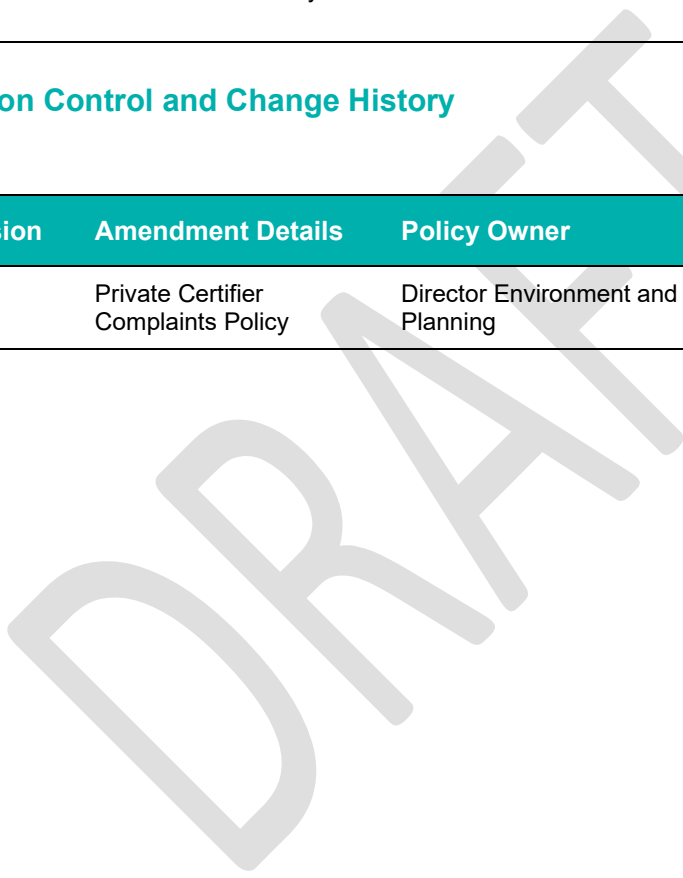 on Control and Change History
sion Amendment Details Policy Owner
Private Certifier Director Environment and
Complaints Policy Planning
DRAFT